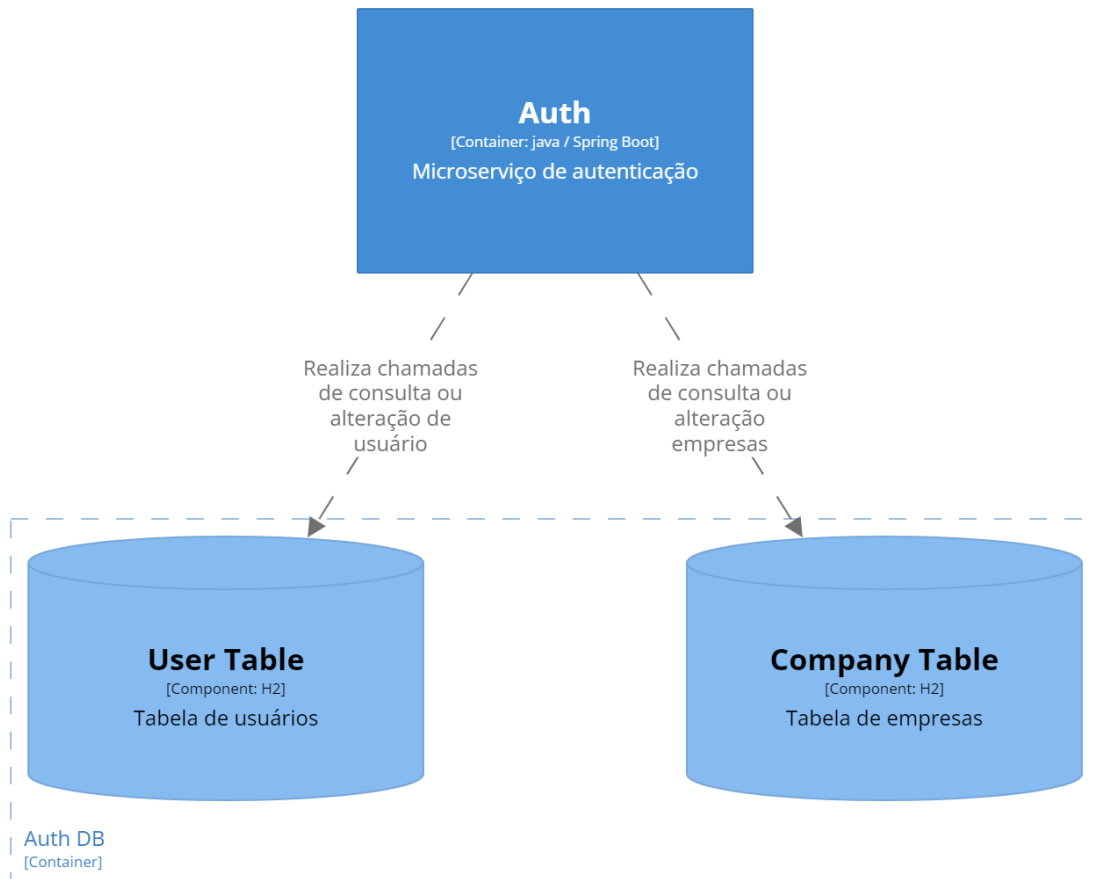 Auth
[Container: java / Spring Boot]
Microserviço de autenticação
Realiza chamadas
de consulta ou
alteração de
usuário
Realiza chamadas
de consulta ou
alteração
empresas
User Table
[Component: H2]
Tabela de usuários
Company Table
[Component: H2]
Tabela de empresas
Auth DB
[Container]